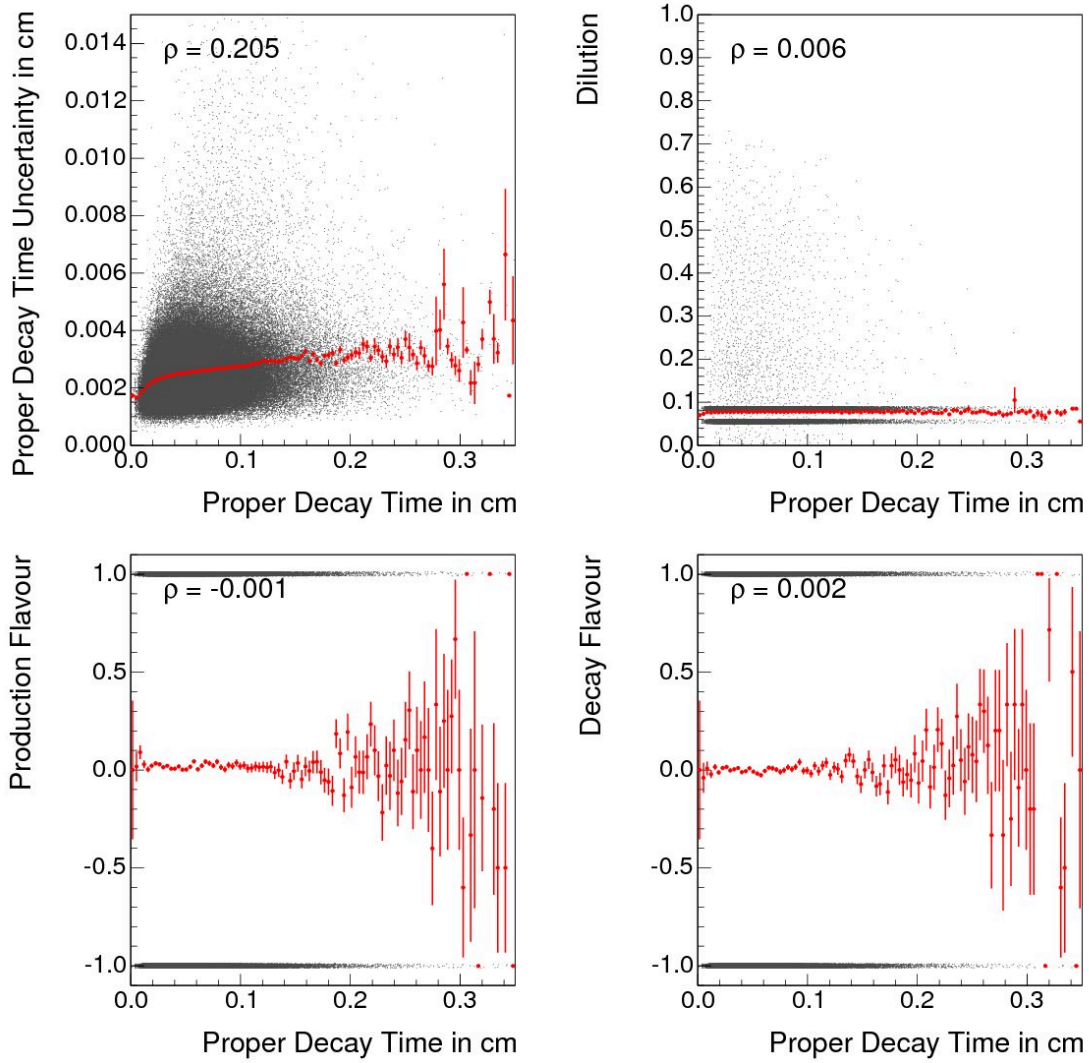 Proper Decay Time Uncertainty in cm
ρ = 0.205
0.014
0.012
0.010
0.008
0.006
0.004
0.002
0.000
0.0 0.1 0.2 0.3
Proper Decay Time in cm
Dilution
ρ = 0.006
1.0
0.9
0.8
0.7
0.6
0.5
0.4
0.3
0.2
0.1
0.0
0.0 0.1 0.2 0.3
Proper Decay Time in cm
Production Flavour
ρ = -0.001
1.0
0.5
0.0
-0.5
-1.0
0.0 0.1 0.2 0.3
Proper Decay Time in cm
Decay Flavour
ρ = 0.002
1.0
0.5
0.0
-0.5
-1.0
0.0 0.1 0.2 0.3
Proper Decay Time in cm